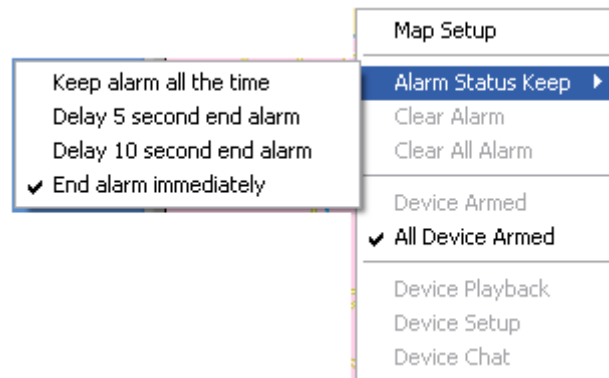 Map Setup
Alarm Status Keep
Clear Alarm
Clear All Alarm
Device Armed
All Device Armed
Device Playback
Device Setup
Device Chat
Keep alarm all the time
Delay 5 second end alarm
Delay 10 second end alarm
End alarm immediately